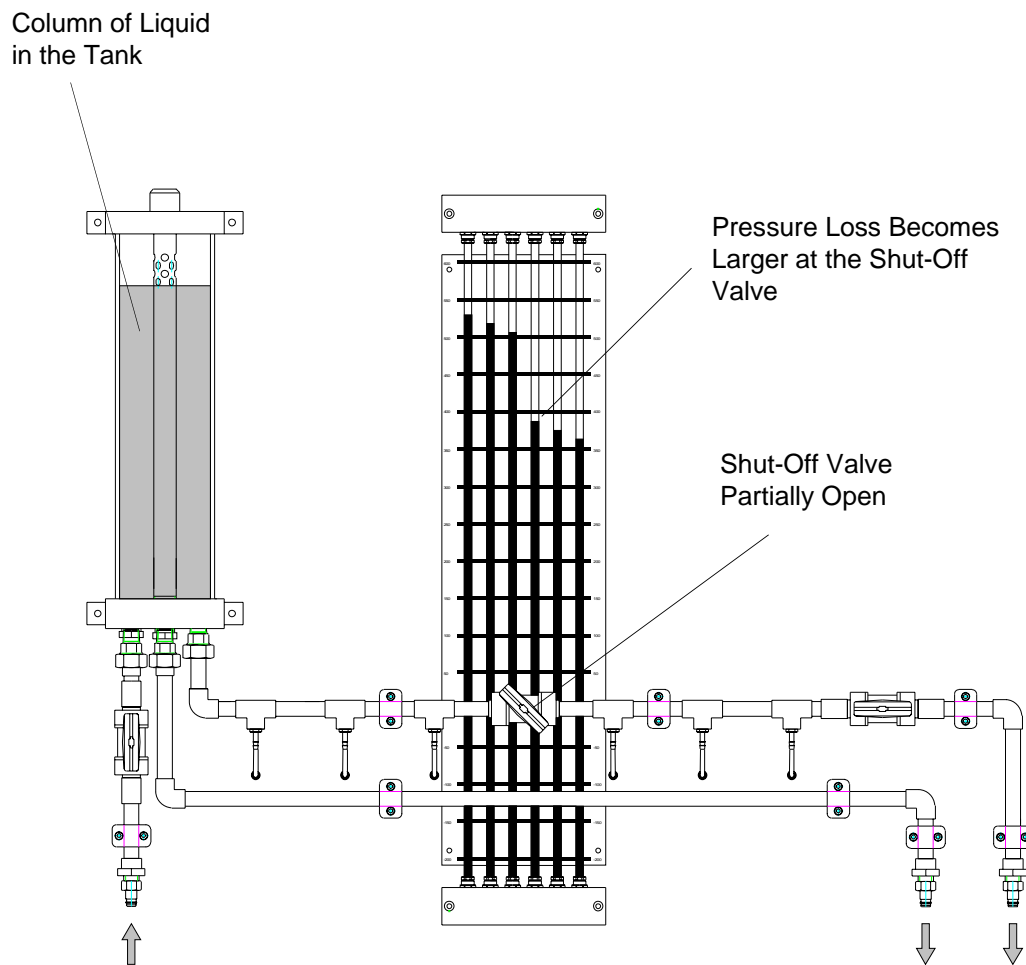 Column of Liquid
in the Tank
Pressure Loss Becomes
Larger at the Shut-Off
Valve
Shut-Off Valve
Partially Open